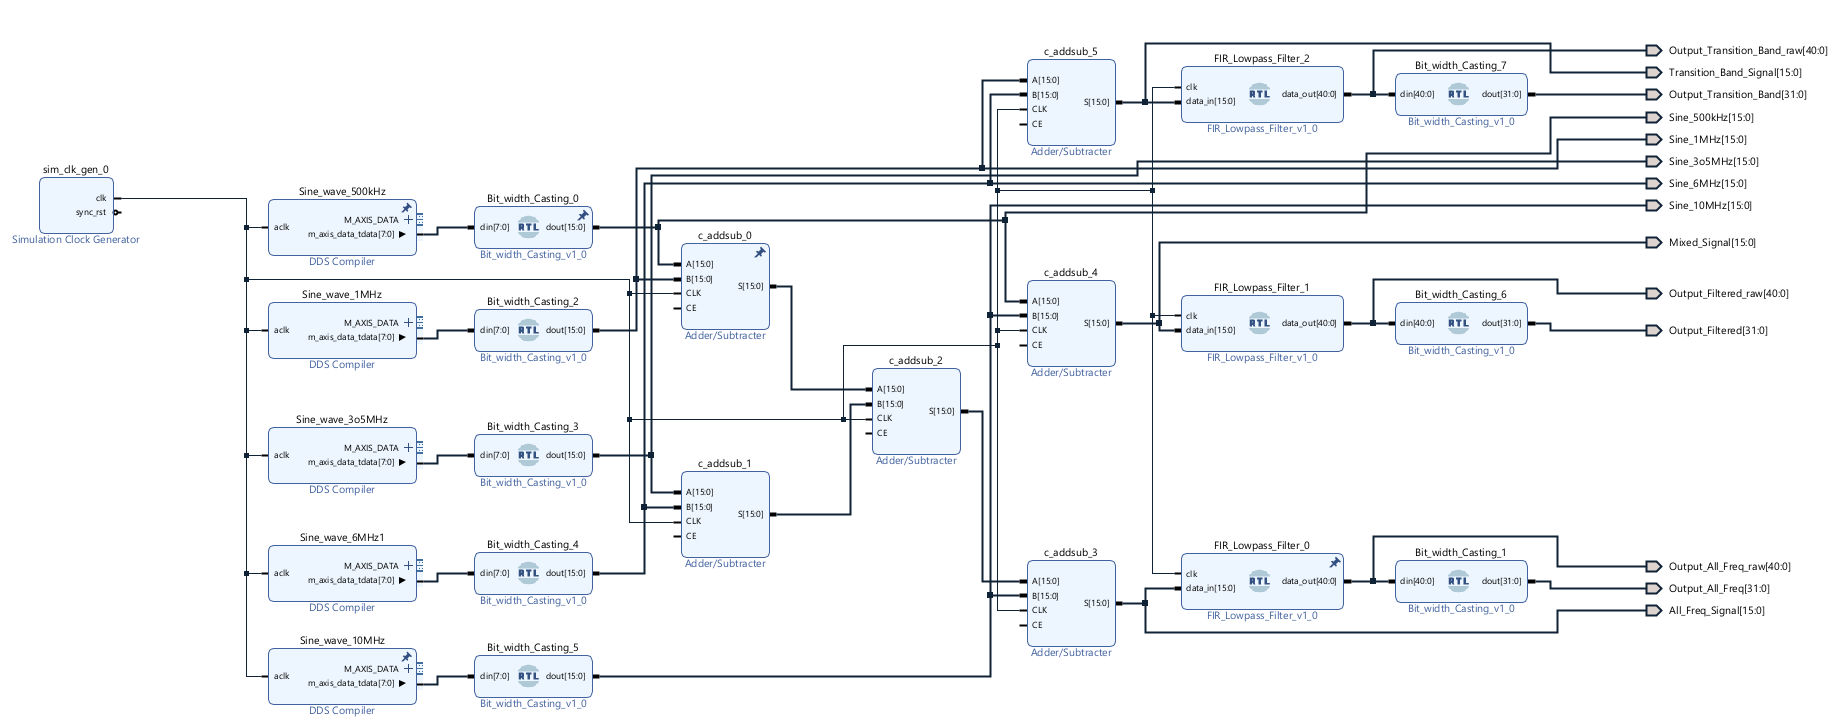 sim_clk_gen_0
clk
sync_rst
Simulation Clock Generator
Sine_wave_500kHz
aclk
M_AXIS_DATA
m_axis_data_tdata[7:0]
DDS Compiler
Sine_wave_1MHz
aclk
M_AXIS_DATA
m_axis_data_tdata[7:0]
DDS Compiler
Sine_wave_3o5MHz
aclk
M_AXIS_DATA
m_axis_data_tdata[7:0]
DDS Compiler
Sine_wave_6MHz1
aclk
M_AXIS_DATA
m_axis_data_tdata[7:0]
DDS Compiler
Sine_wave_10MHz
aclk
M_AXIS_DATA
m_axis_data_tdata[7:0]
DDS Compiler
Bit_width_Casting_0
din[7:0] RTL dout[15:0]
Bit_width_Casting_v1_0
Bit_width_Casting_2
din[7:0] RTL dout[15:0]
Bit_width_Casting_v1_0
Bit_width_Casting_3
din[7:0] RTL dout[15:0]
Bit_width_Casting_v1_0
Bit_width_Casting_4
din[7:0] RTL dout[15:0]
Bit_width_Casting_v1_0
Bit_width_Casting_5
din[7:0] RTL dout[15:0]
Bit_width_Casting_v1_0
c_addsub_0
A[15:0]
B[15:0]
CLK
CE
S[15:0]
Adder/Subtracter
c_addsub_1
A[15:0]
B[15:0]
CLK
CE
S[15:0]
Adder/Subtracter
c_addsub_2
A[15:0]
B[15:0]
CLK
CE
S[15:0]
Adder/Subtracter
c_addsub_5
A[15:0]
B[15:0]
CLK
CE
S[15:0]
Adder/Subtracter
c_addsub_4
A[15:0]
B[15:0]
CLK
CE
S[15:0]
Adder/Subtracter
c_addsub_3
A[15:0]
B[15:0]
CLK
CE
S[15:0]
Adder/Subtracter
FIR_Lowpass_Filter_2
clk
data_in[15:0]
RTL
data_out[40:0]
FIR_Lowpass_Filter_v1_0
FIR_Lowpass_Filter_1
clk
data_in[15:0]
RTL
data_out[40:0]
FIR_Lowpass_Filter_v1_0
FIR_Lowpass_Filter_0
clk
data_in[15:0]
RTL
data_out[40:0]
FIR_Lowpass_Filter_v1_0
Bit_width_Casting_7
din[40:0] RTL dout[31:0]
Bit_width_Casting_v1_0
Bit_width_Casting_6
din[40:0] RTL dout[31:0]
Bit_width_Casting_v1_0
Bit_width_Casting_1
din[40:0] RTL dout[31:0]
Bit_width_Casting_v1_0
Output_Transition_Band_raw[40:0]
Transition_Band_Signal[15:0]
Output_Transition_Band[31:0]
Sine_500kHz[15:0]
Sine_1MHz[15:0]
Sine_3o5MHz[15:0]
Sine_6MHz[15:0]
Sine_10MHz[15:0]
Mixed_Signal[15:0]
Output_Filtered_raw[40:0]
Output_Filtered[31:0]
Output_All_Freq_raw[40:0]
Output_All_Freq[31:0]
All_Freq_Signal[15:0]